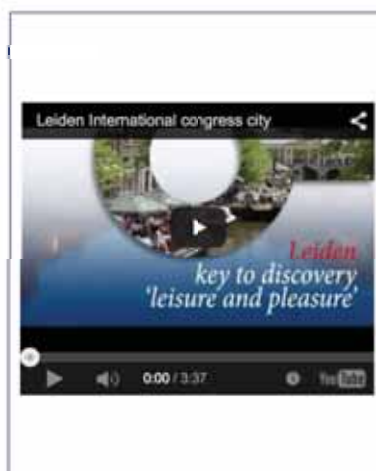 Leiden International congress city
Leiden
key to discovery
'leisure and pleasure'
0:00 / 3:37
YouTube